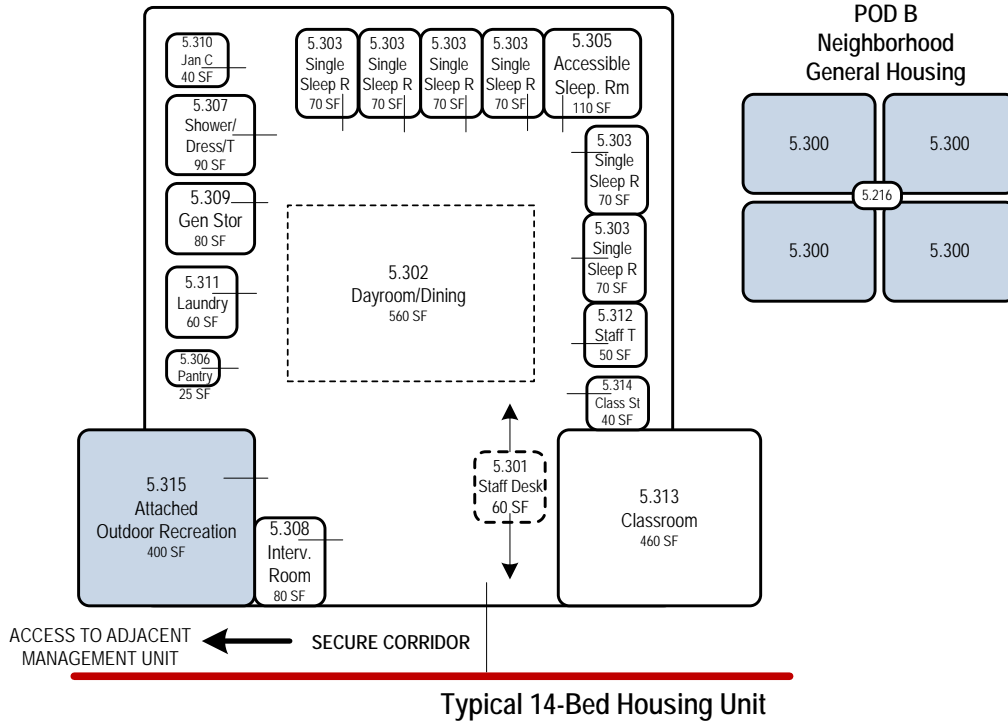 5.310
Jan C
40 SF
5.307
Shower/
Dress/T
90 SF
5.309
Gen Stor
80 SF
5.311
Laundry
60 SF
5.306
Pantry
25 SF
5.303
Single
Sleep R
70 SF
5.303
Single
Sleep R
70 SF
5.303
Single
Sleep R
70 SF
5.303
Single
Sleep R
70 SF
5.305
Accessible
Sleep. Rm
110 SF
5.303
Single
Sleep R
70 SF
5.303
Single
Sleep R
70 SF
5.312
Staff T
50 SF
5.314
Class St
40 SF
5.302
Dayroom/Dining
560 SF
5.315
Attached
Outdoor Recreation
400 SF
5.308
Interv.
Room
80 SF
5.301
Staff Desk
60 SF
5.313
Classroom
460 SF
POD B
Neighborhood
General Housing
5.300
5.300
5.216
5.300
5.300
ACCESS TO ADJACENT
MANAGEMENT UNIT
SECURE CORRIDOR
Typical 14-Bed Housing Unit